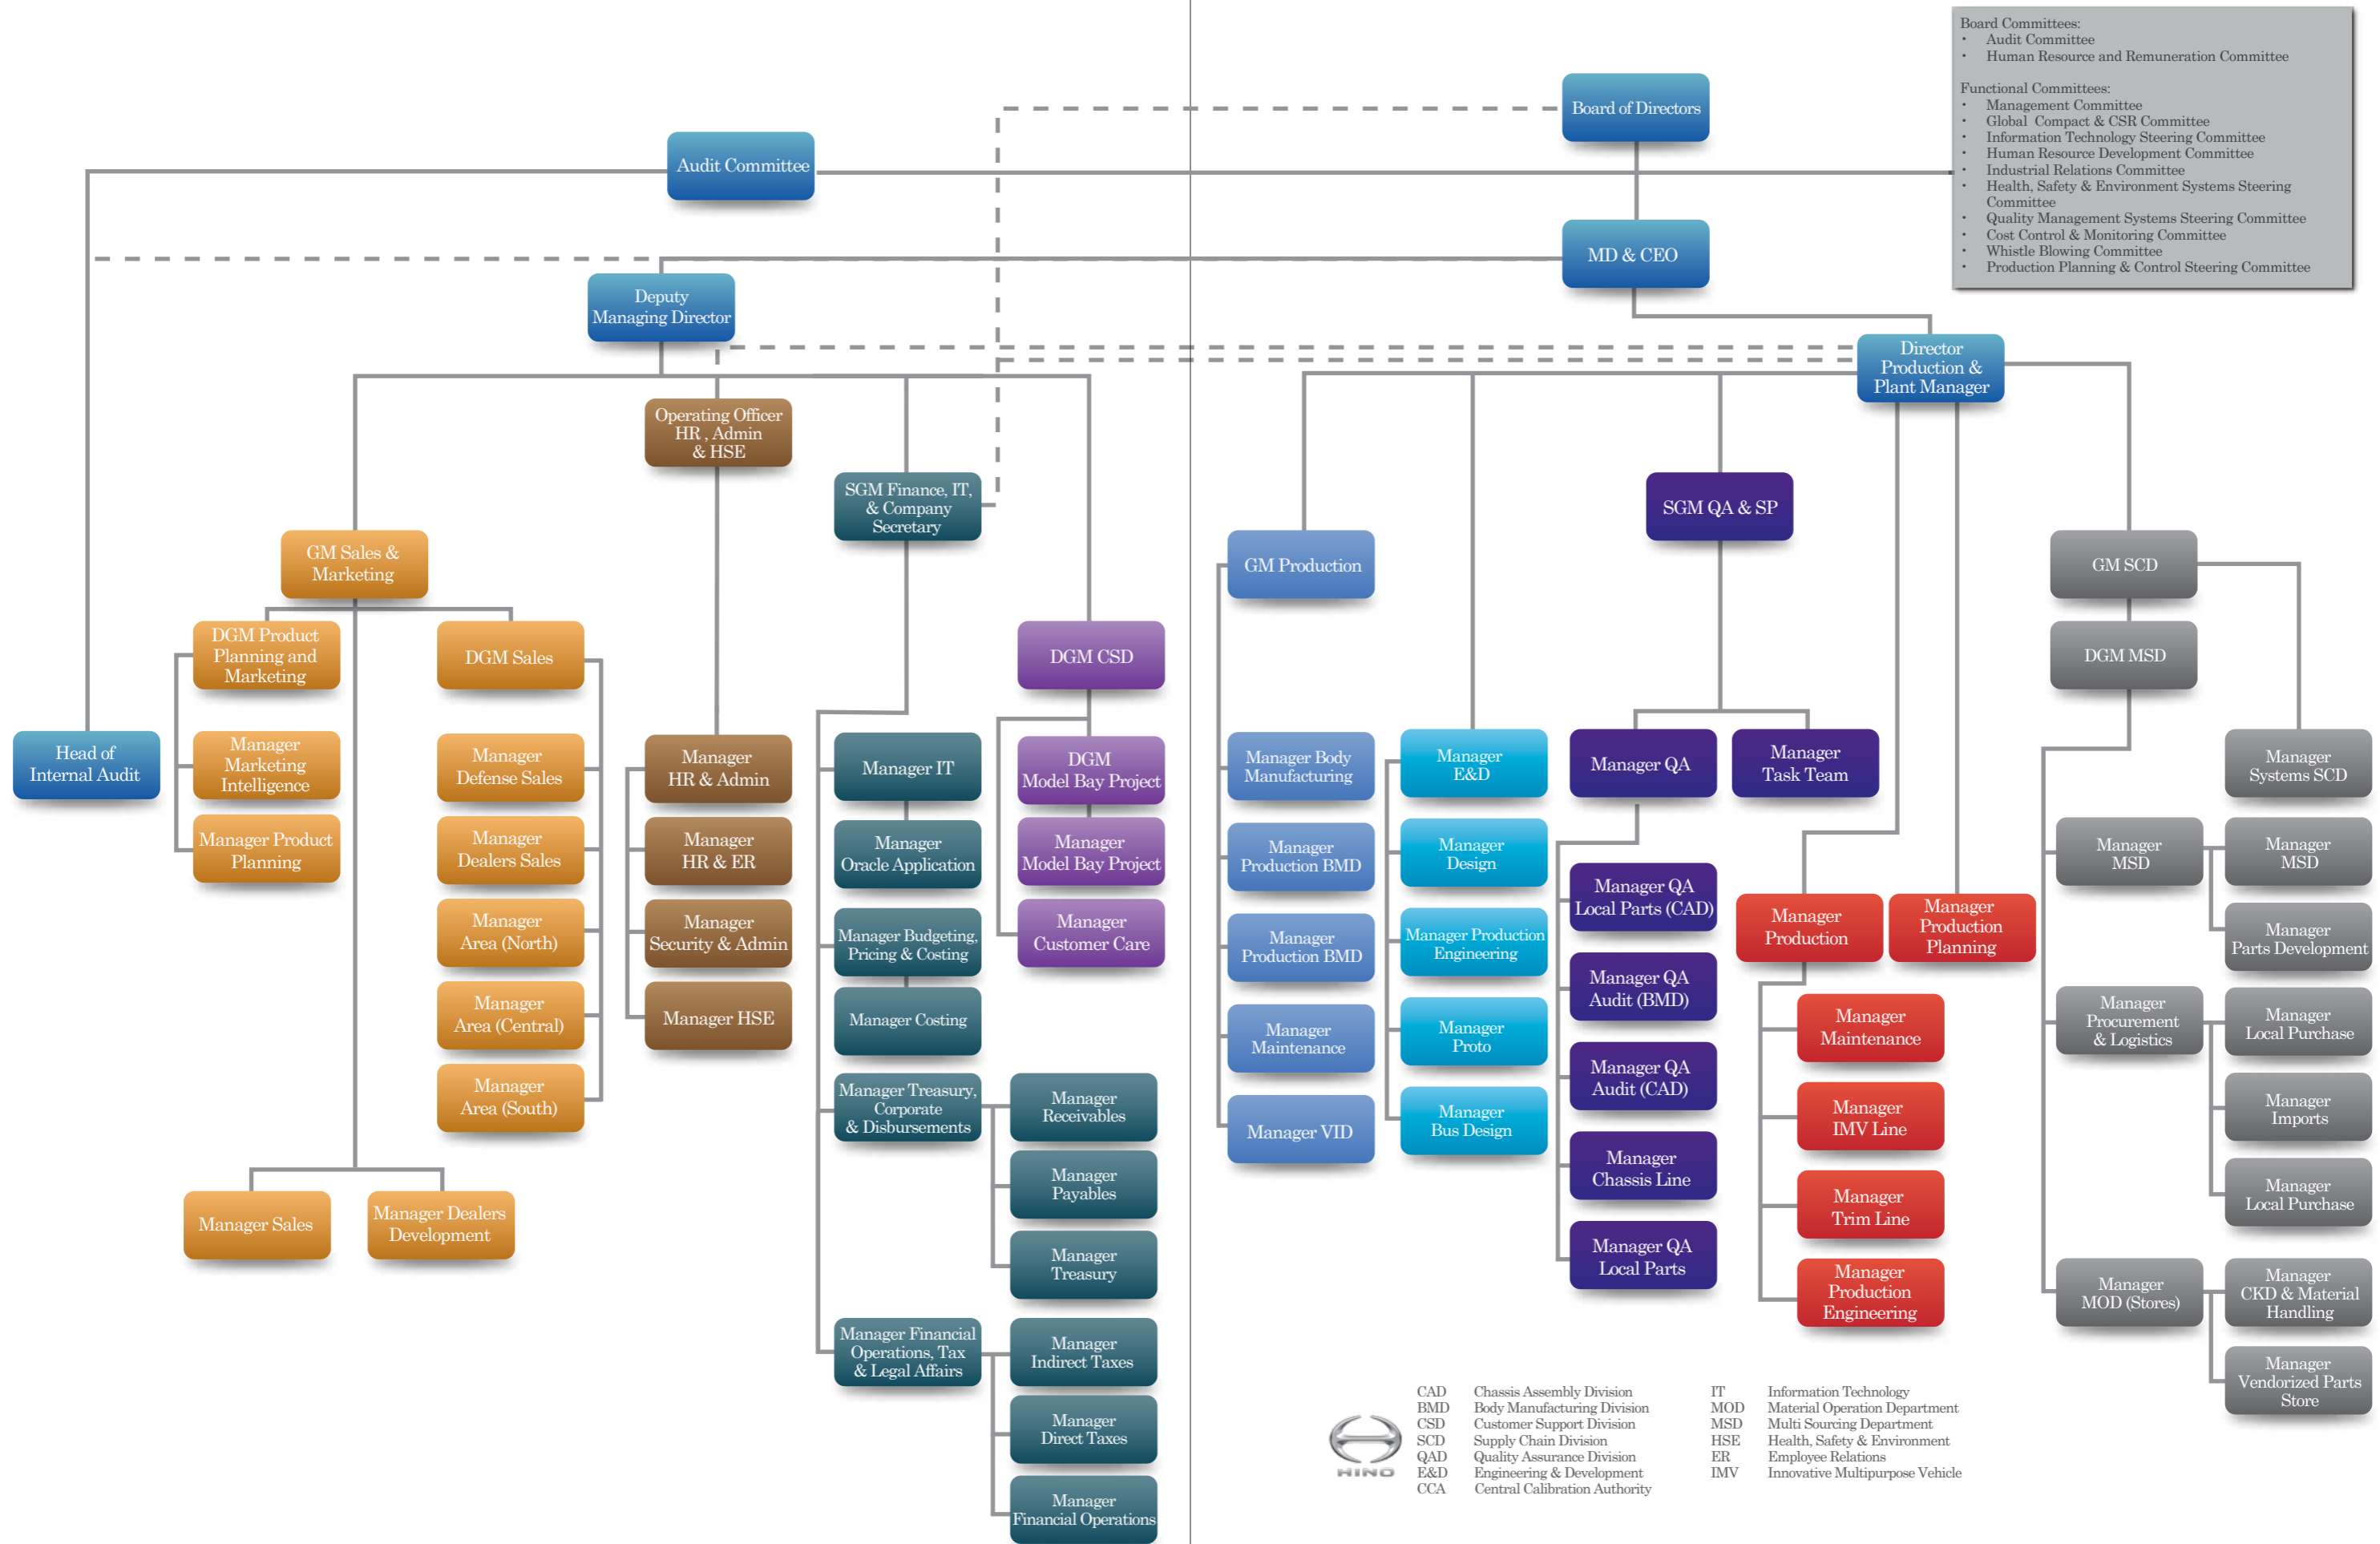 Board Committees:
• Audit Committee
• Human Resource and Remuneration Committee
Functional Committees:
• Management Committee
• Global Compact & CSR Committee
• Information Technology Steering Committee
• Human Resource Development Committee
• Industrial Relations Committee
• Health, Safety & Environment Systems Steering
Committee
• Quality Management Systems Steering Committee
• Cost Control & Monitoring Committee
• Whistle Blowing Committee
• Production Planning & Control Steering Committee
Board of Directors
Audit Committee
MD & CEO
Deputy
Managing Director
Director
Production &
Plant Manager
Operating Officer
HR , Admin
& HSE
SGM Finance, IT,
& Company
Secretary
GM Sales &
Marketing
DGM Product
Planning and
Marketing
DGM Sales
DGM CSD
Head of
Internal Audit
Manager
Marketing
Intelligence
Manager Product
Planning
Manager
Defense Sales
Manager
Dealers Sales
Manager
Area (North)
Manager
Area (Central)
Manager
Area (South)
Manager Sales
Manager Dealers
Development
Manager
HR & Admin
Manager
HR & ER
Manager
Security & Admin
Manager HSE
Manager IT
Manager
Oracle Application
Manager Budgeting,
Pricing & Costing
Manager Costing
Manager Treasury,
Corporate
& Disbursements
Manager
Receivables
Manager
Payables
Manager
Treasury
Manager Financial
Operations, Tax
& Legal Affairs
Manager
Indirect Taxes
Manager
Direct Taxes
Manager
Financial Operations
DGM
Model Bay Project
Manager
Model Bay Project
Manager
Customer Care
GM Production
Manager Body
Manufacturing
Manager
Production BMD
Manager
Production BMD
Manager
Maintenance
Manager VID
Manager
E&D
Manager
Design
Manager Production
Engineering
Manager
Proto
Manager
Bus Design
SGM QA & SP
Manager QA
Manager
Task Team
Manager QA
Local Parts (CAD)
Manager QA
Audit (BMD)
Manager QA
Audit (CAD)
Manager
Chassis Line
Manager QA
Local Parts
Manager
Production
Manager
Production
Planning
Manager
Maintenance
Manager
IMV Line
Manager
Trim Line
Manager
Production
Engineering
GM SCD
DGM MSD
Manager
Systems SCD
Manager
MSD
Manager
MSD
Manager
Parts Development
Manager
Procurement
& Logistics
Manager
Local Purchase
Manager
Imports
Manager
Local Purchase
Manager
MOD (Stores)
Manager
CKD & Material
Handling
Manager
Vendorized Parts
Store
HINO
CAD Chassis Assembly Division
BMD Body Manufacturing Division
CSD Customer Support Division
SCD Supply Chain Division
QAD Quality Assurance Division
E&D Engineering & Development
CCA Central Calibration Authority
IT Information Technology
MOD Material Operation Department
MSD Multi Sourcing Department
HSE Health, Safety & Environment
ER Employee Relations
IMV Innovative Multipurpose Vehicle